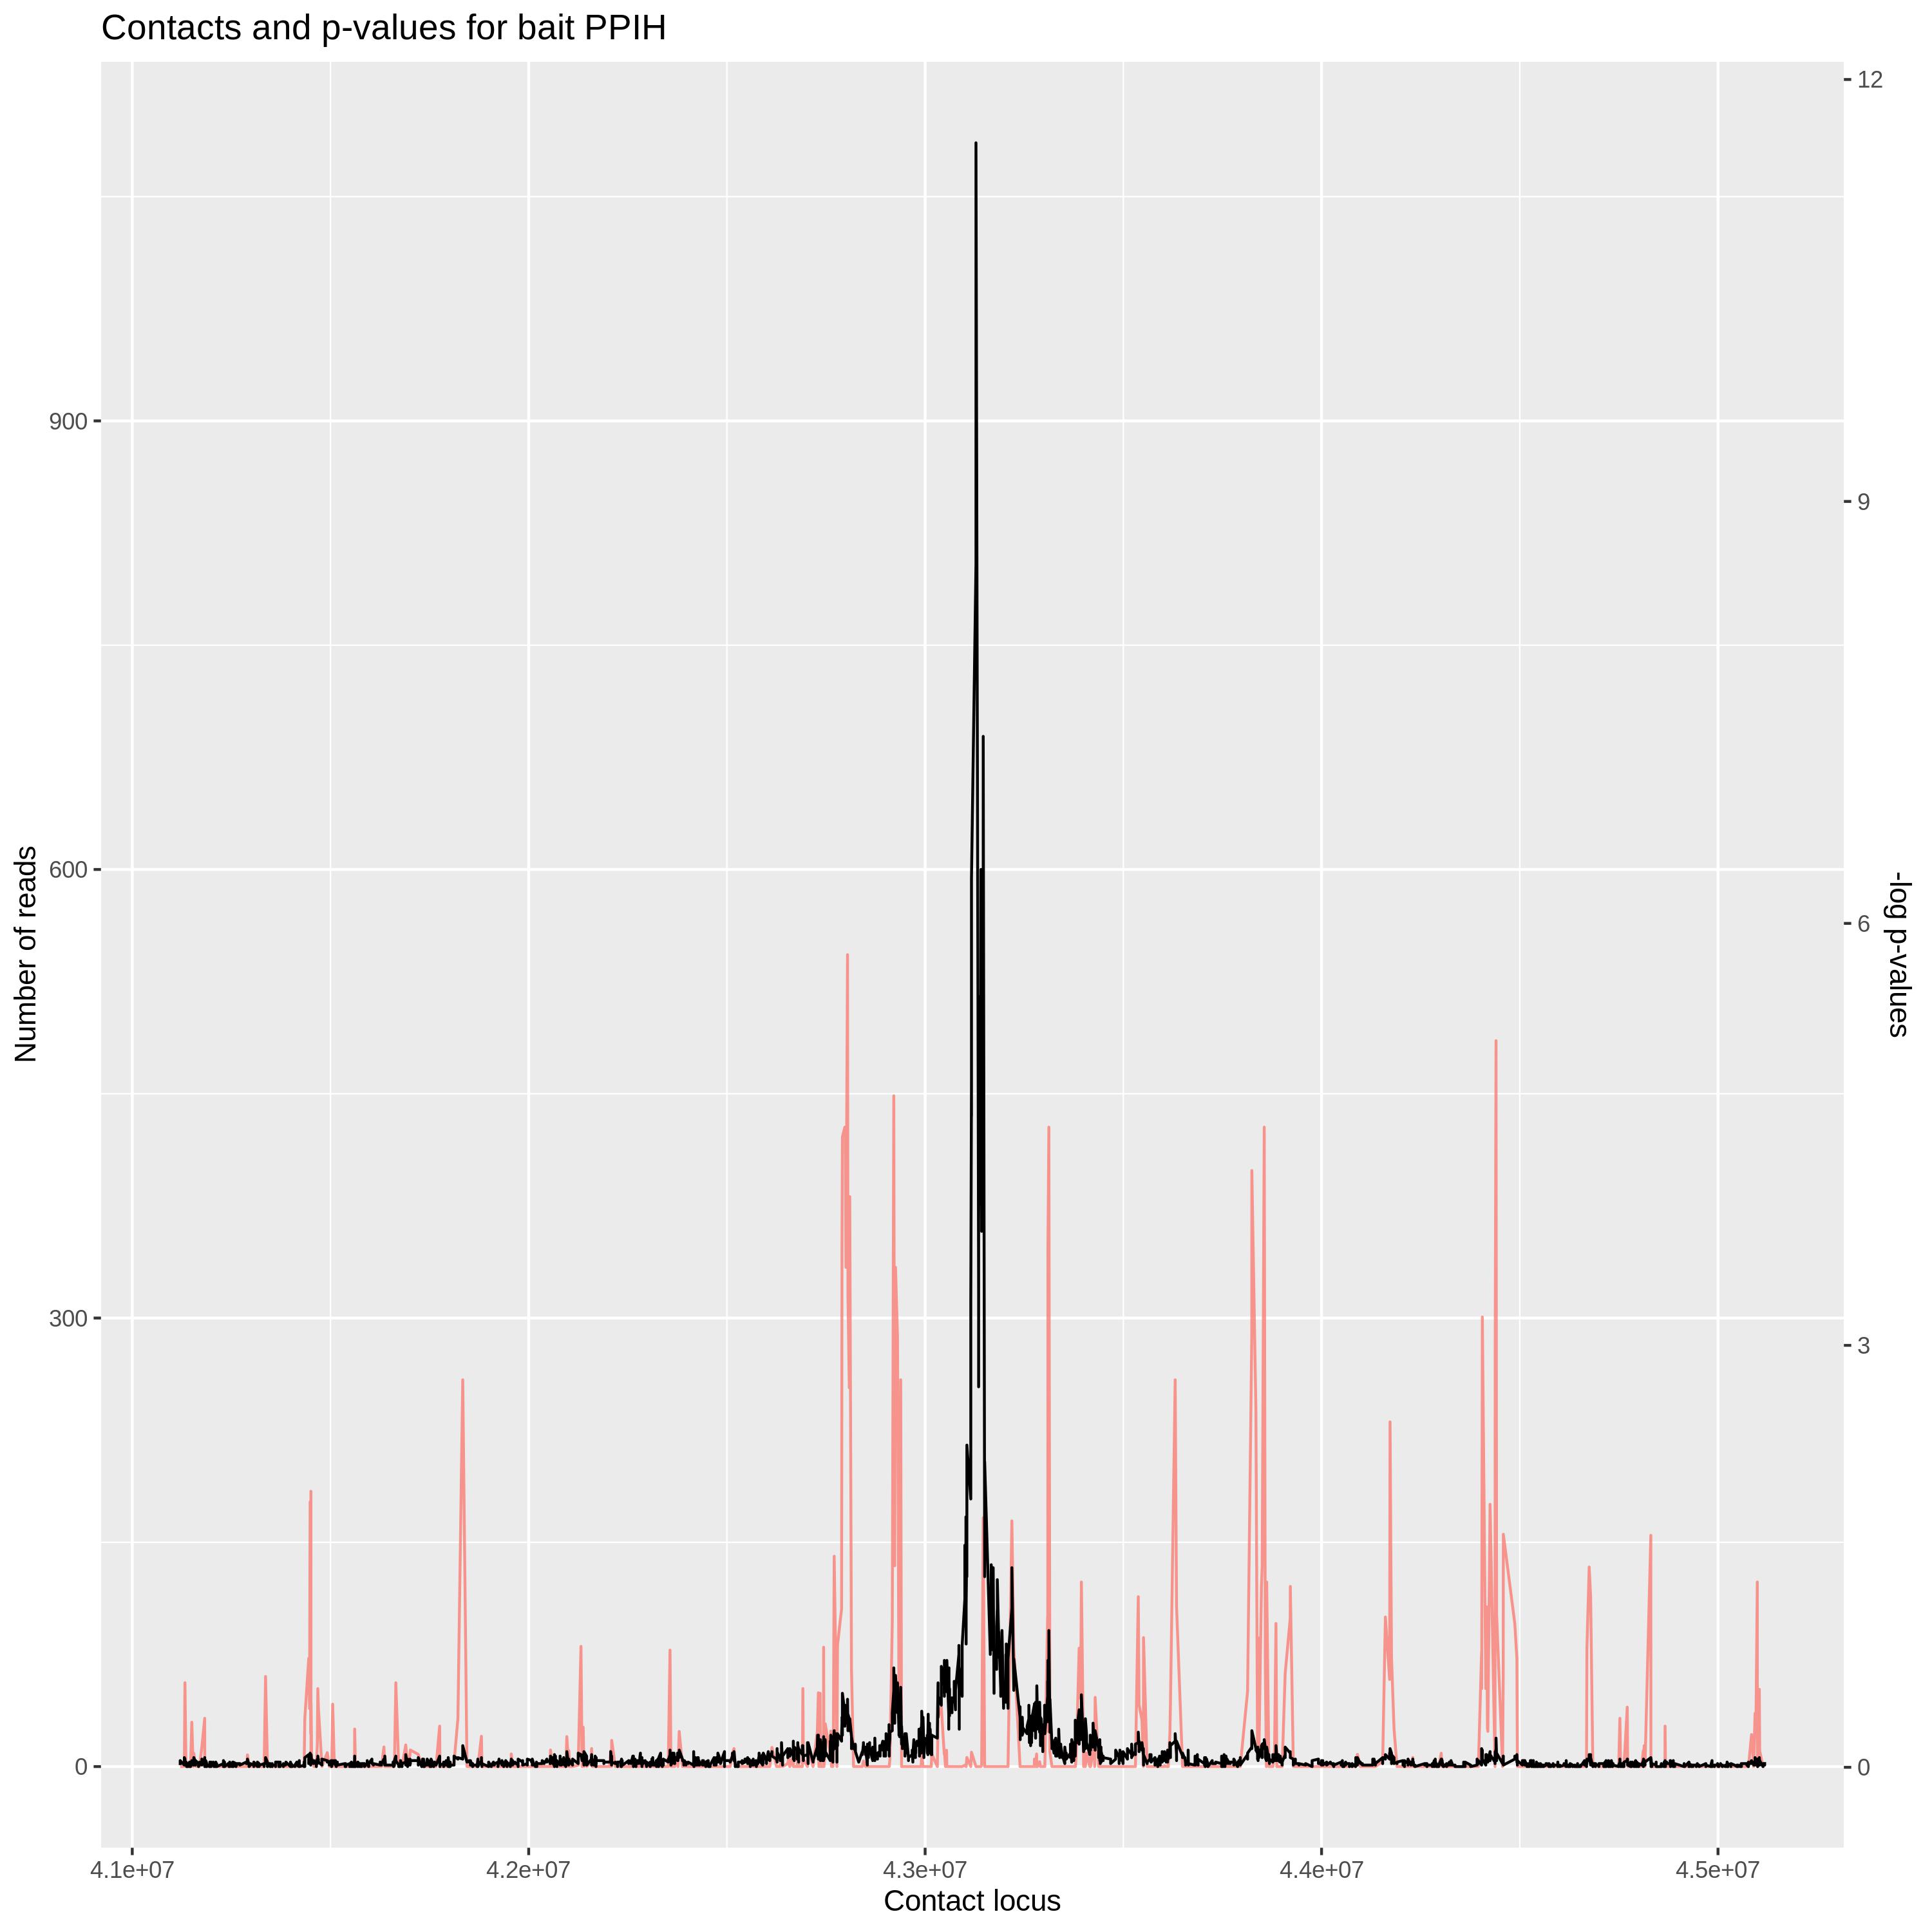 Contacts and p-values for bait PPIH
12
9
6
3
0
900
600
300
0
Number of reads
-log p-values
4.1e+07
4.2e+07
4.3e+07
4.4e+07
4.5e+07
Contact locus